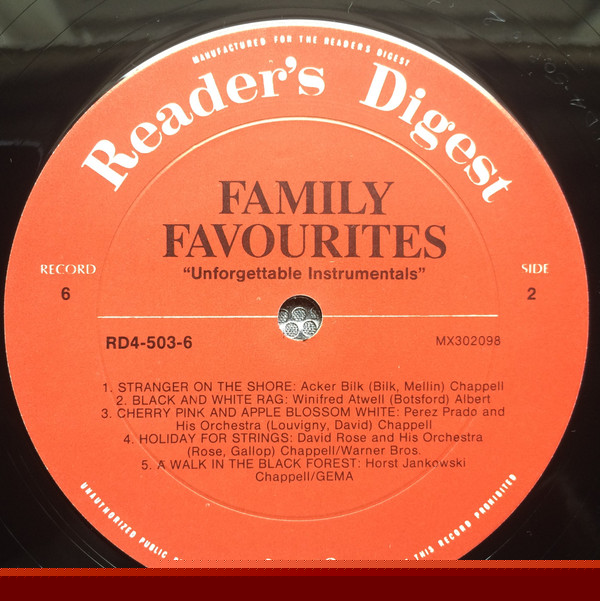 MANUFACTURED FOR THE READERS DIGEST
Reader's Digest
FAMILY
FAVOURITES
"Unforgettable Instrumentals"
RECORD
6
SIDE
2
RD4-503-6
MX302098
1. STRANGER ON THE SHORE: Acker Bilk (Bilk, Mellin) Chappell
2. BLACK AND WHITE RAG: Winifred Atwell (Botsford) Albert
3. CHERRY PINK AND APPLE BLOSSOM WHITE: Perez Prado and
His Orchestra (Louvigny, David) Chappell
4. HOLIDAY FOR STRINGS: David Rose and His Orchestra
(Rose, Gallop) Chappell/Warner Bros.
5. A WALK IN THE BLACK FOREST: Horst Jankowski
Chappell/GEMA
UNAUTHORIZED PUBLIC
THIS RECORD PROHIBITED